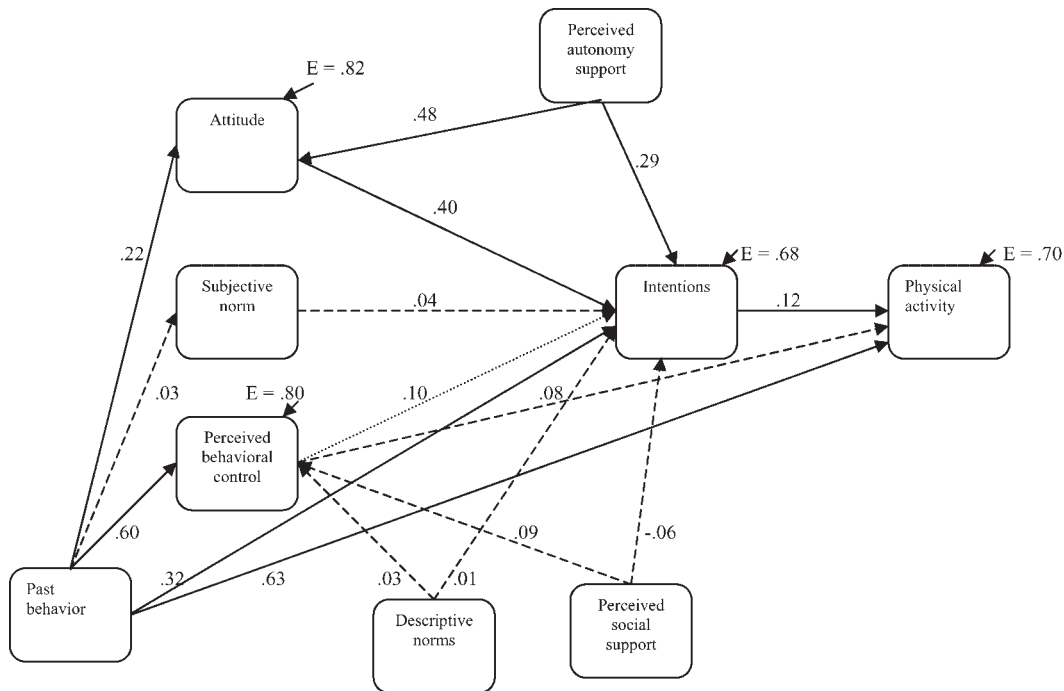 Perceived
autonomy
support
E = .82
Attitude
.48
.29
.40
.22
E = .68
E = .70
Subjective
norm
.04
Intentions
.12
Physical
activity
.03
E = .80
.10
.08
Perceived
behavioral
control
.60
.09
-.06
.32
.63
.03
.01
Past
behavior
Descriptive
norms
Perceived
social
support